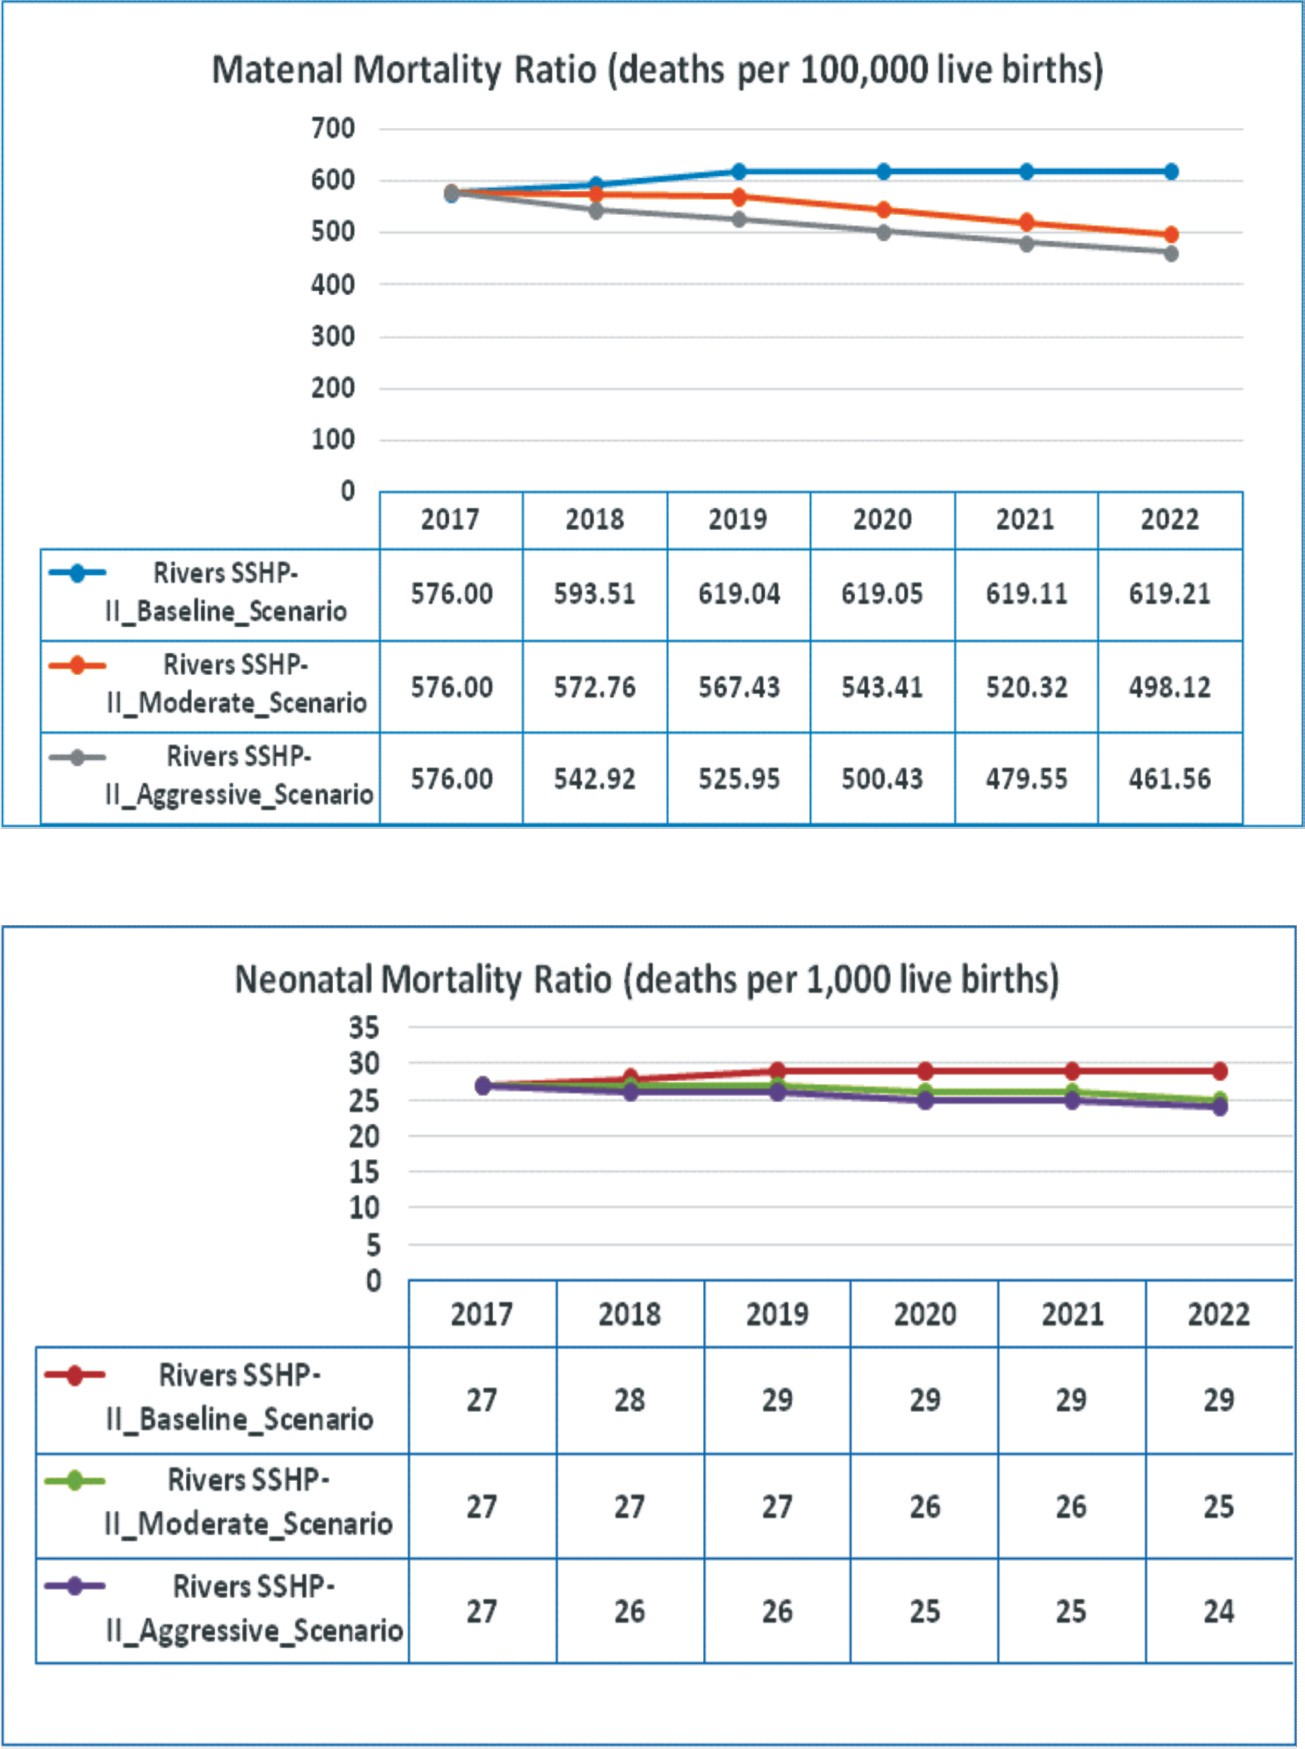 Matenal Mortality Ratio (deaths per 100,000 live births)
700
600
500
400
300
200
100
0
2017 2018 2019 2020 2021 2022
Rivers SSHP-
II_Baseline_Scenario 576.00 593.51 619.04 619.05 619.11 619.21
Rivers SSHP-
II_Moderate_Scenario 576.00 572.76 567.43 543.41 520.32 498.12
Rivers SSHP-
II_Aggressive_Scenario 576.00 542.92 525.95 500.43 479.55 461.56
Neonatal Mortality Ratio (deaths per 1,000 live births)
35
30
25
20
15
10
5
0
2017 2018 2019 2020 2021 2022
Rivers SSHP-
II_Baseline_Scenario 27 28 29 29 29 29
Rivers SSHP-
II_Moderate_Scenario 27 27 27 26 26 25
Rivers SSHP-
II_Aggressive_Scenario 27 26 26 25 25 24